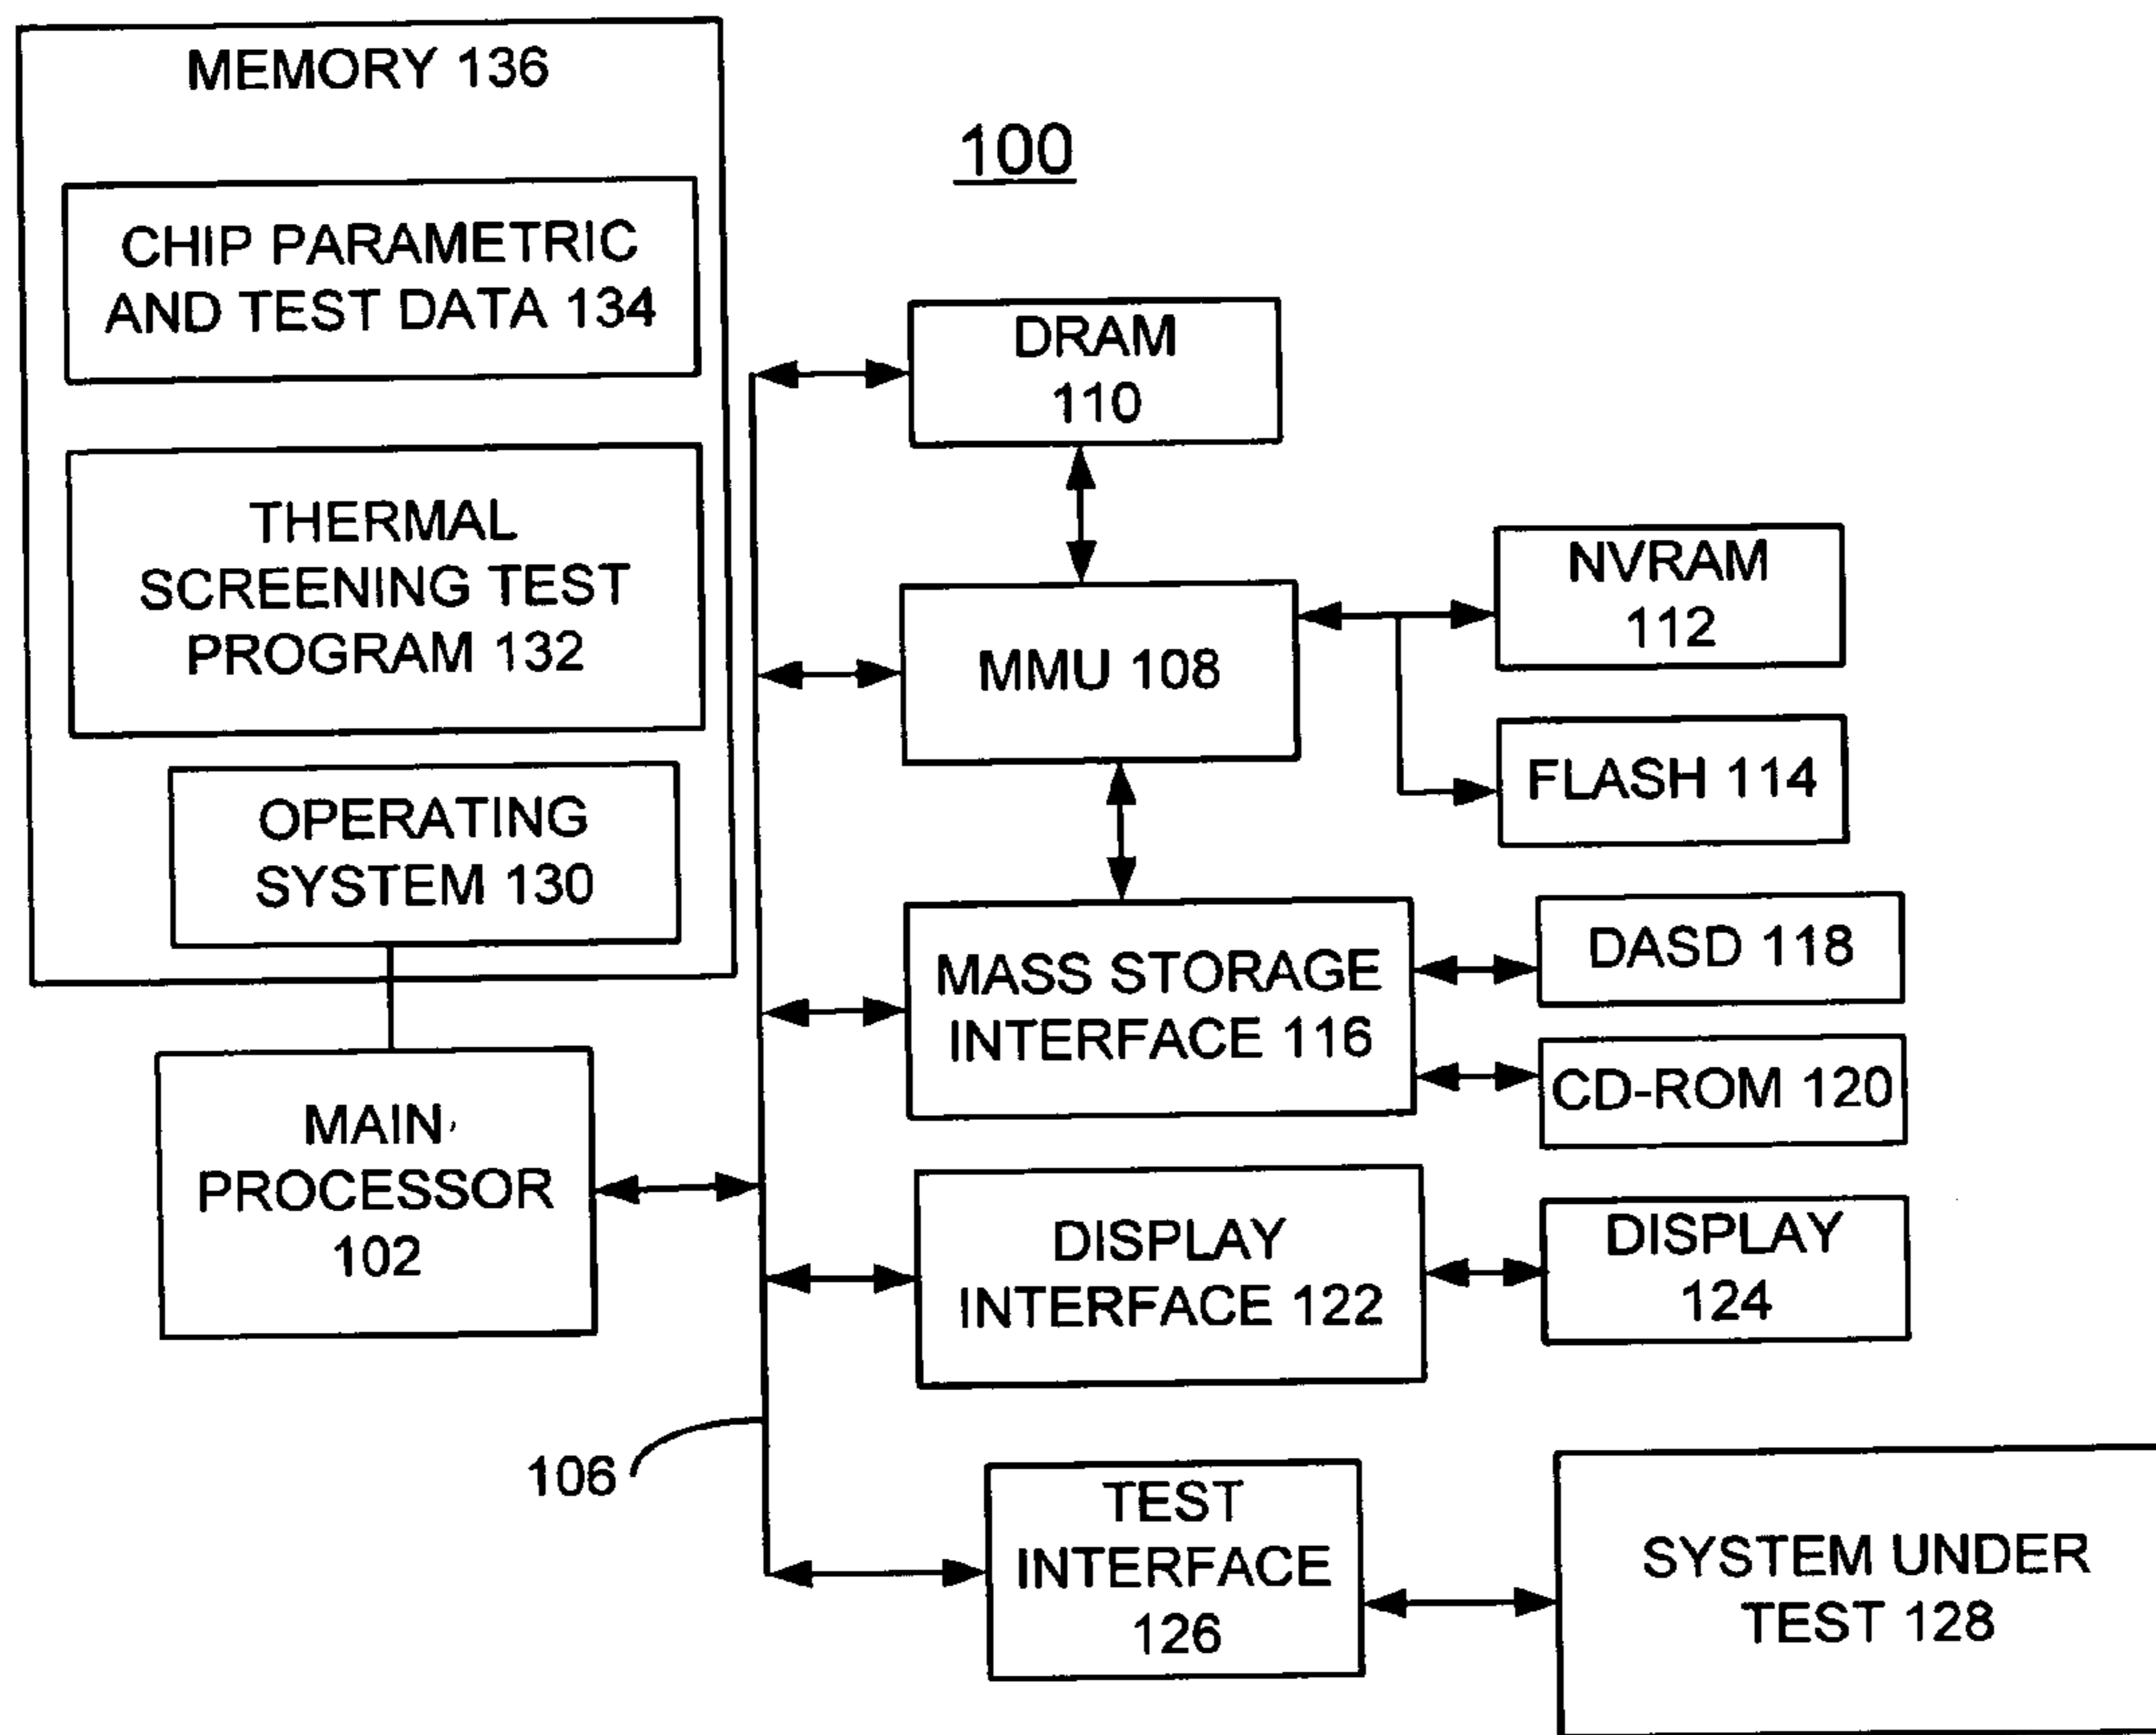 MEMORY 136
CHIP PARAMETRIC
AND TEST DATA 134
THERMAL
SCREENING TEST
PROGRAM 132
OPERATING
SYSTEM 130
MAIN
PROCESSOR
102
100
DRAM
110
MMU 108
NVRAM
112
FLASH 114
MASS STORAGE
INTERFACE 116
DASD 118
CD-ROM 120
DISPLAY
INTERFACE 122
DISPLAY
124
106
TEST
INTERFACE
126
SYSTEM UNDER
TEST 128